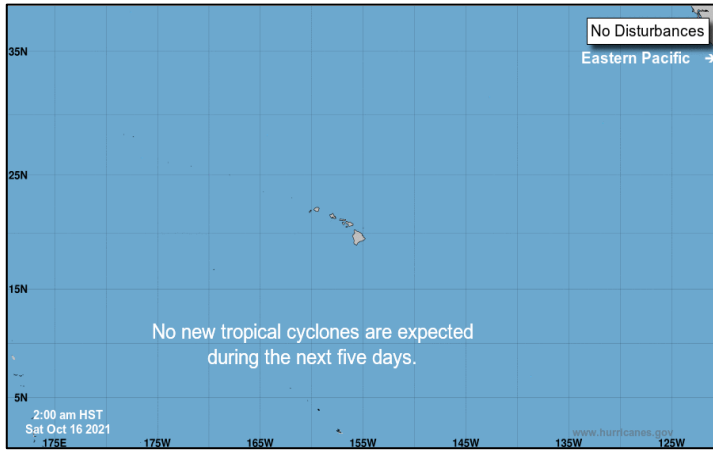 No Disturbances
Eastern Pacific →
35N
25N
15N
No new tropical cyclones are expected
during the next five days.
5N
2:00 am HST
Sat Oct 16 2021
www.hurricanes.gov
175E 175W 165W 155W 145W 135W 125W